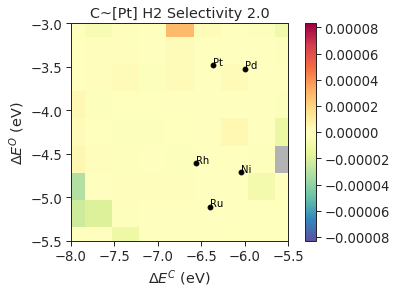 C~[Pt] H2 Selectivity 2.0
−3.0
−3.5
−4.0
−4.5
−5.0
−5.5
ΔE^O (eV)
Pt
Pd
Rh
Ni
Ru
−8.0 −7.5 −7.0 −6.5 −6.0 −5.5
ΔE^C (eV)
0.00008
0.00006
0.00004
0.00002
0.00000
−0.00002
−0.00004
−0.00006
−0.00008